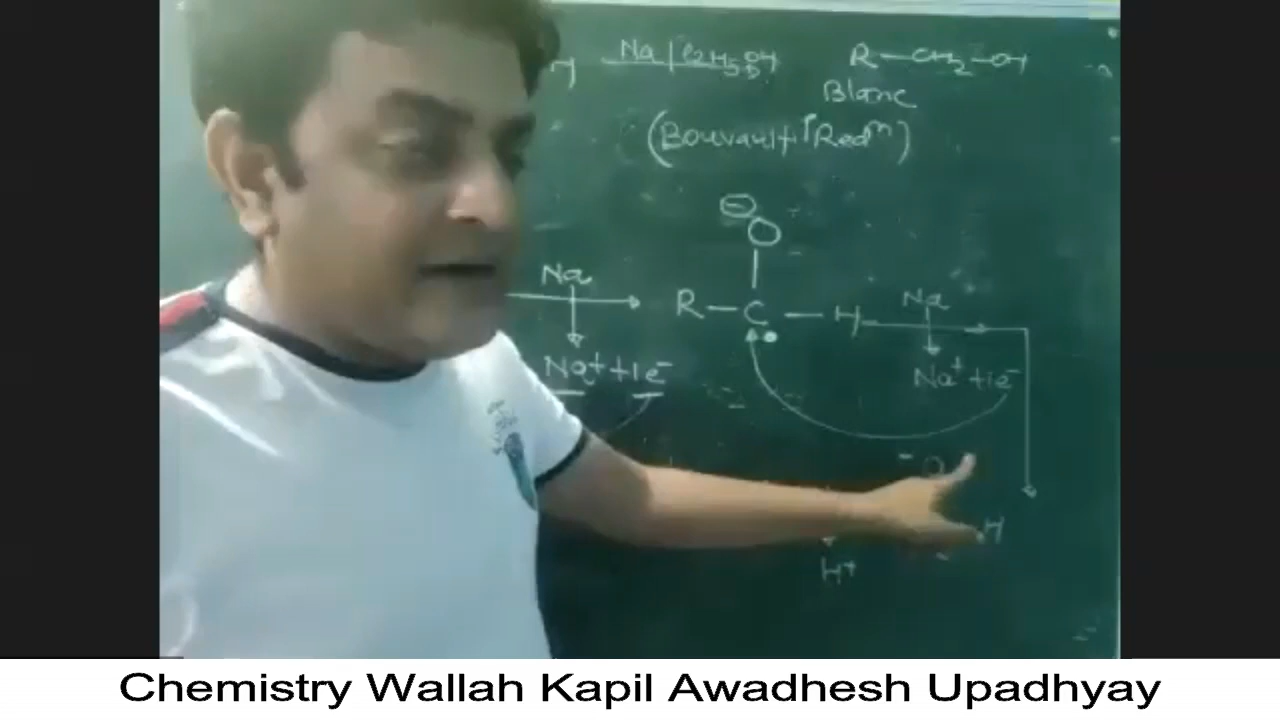 Na/C2H5OH R-CH2-OH
Blanc
(Bouvault Redⁿ)
⊖
O
Na
R-C-H
Na
Na⁺+1e⁻
Na⁺+1e⁻
-O
H
H⁺
Chemistry Wallah Kapil Awadhesh Upadhyay